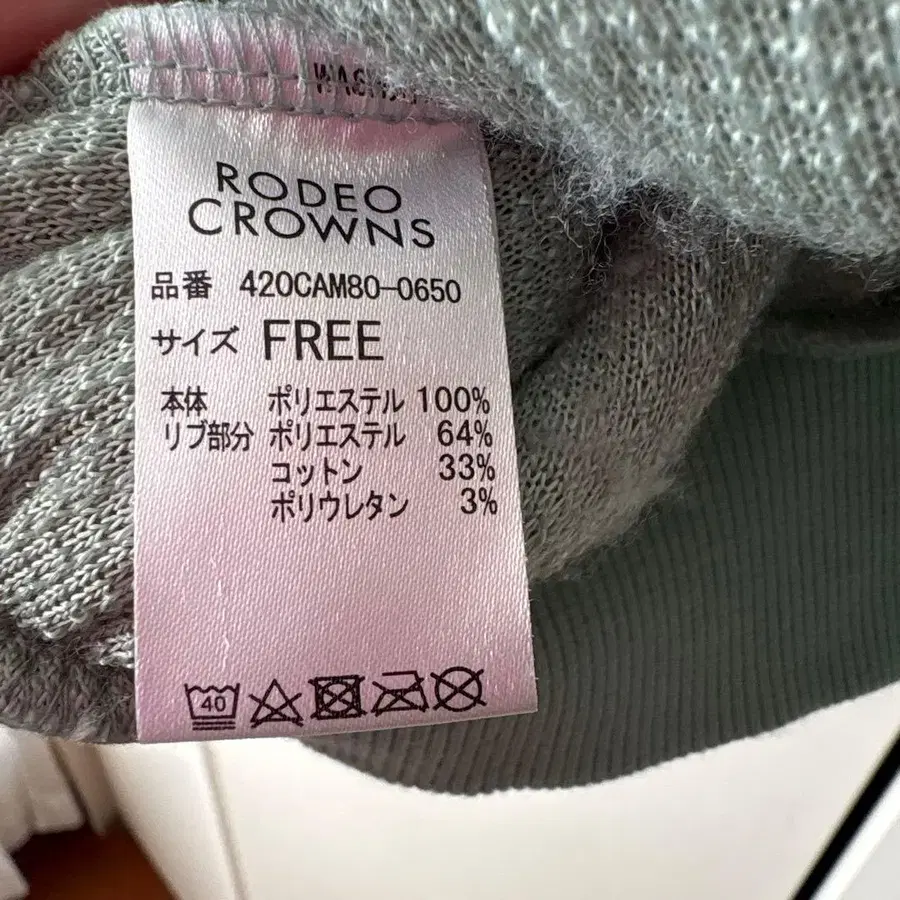 RODEO
CROWNS
品番 420CAM80-0650
サイズ FREE
本体 ポリエステル 100%
リブ部分 ポリエステル 64%
コットン 33%
ポリウレタン 3%
40